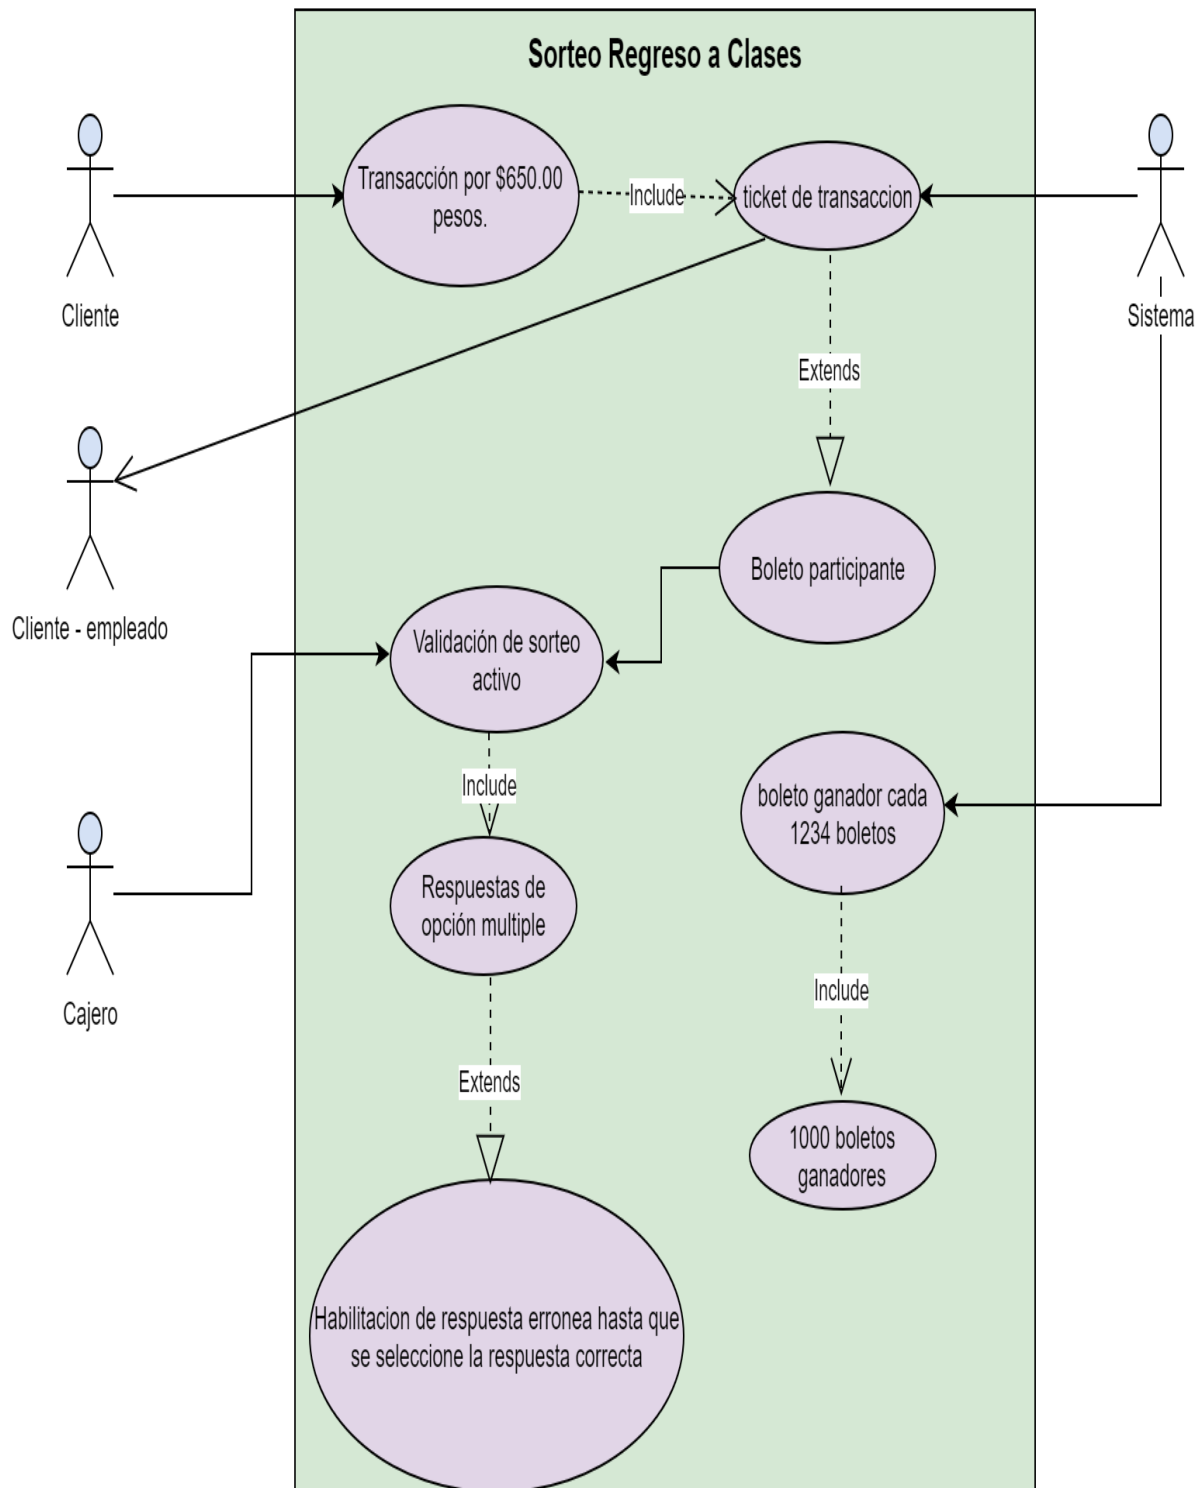 Sorteo Regreso a Clases
Transacción por $650.00
pesos.
Include
ticket de transaccion
Cliente
Sistema
Extends
Cliente - empleado
Boleto participante
Validación de sorteo
activo
Include
boleto ganador cada
1234 boletos
Respuestas de
opción multiple
Cajero
Include
Extends
1000 boletos
ganadores
Habilitacion de respuesta erronea hasta que
se seleccione la respuesta correcta